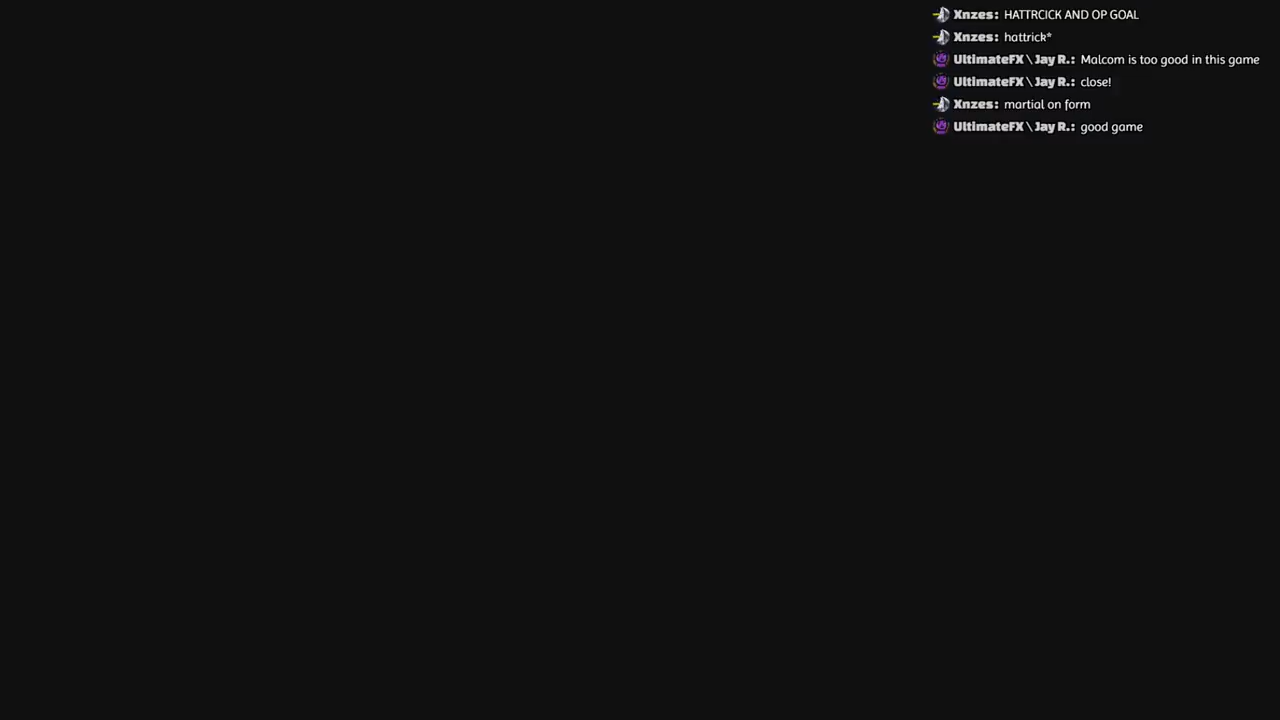 Xnzes: HATTRCICK AND OP GOAL
Xnzes: hattrick*
UltimateFX \ Jay R.: Malcom is too good in this game
UltimateFX \ Jay R.: close!
Xnzes: martial on form
UltimateFX \ Jay R.: good game